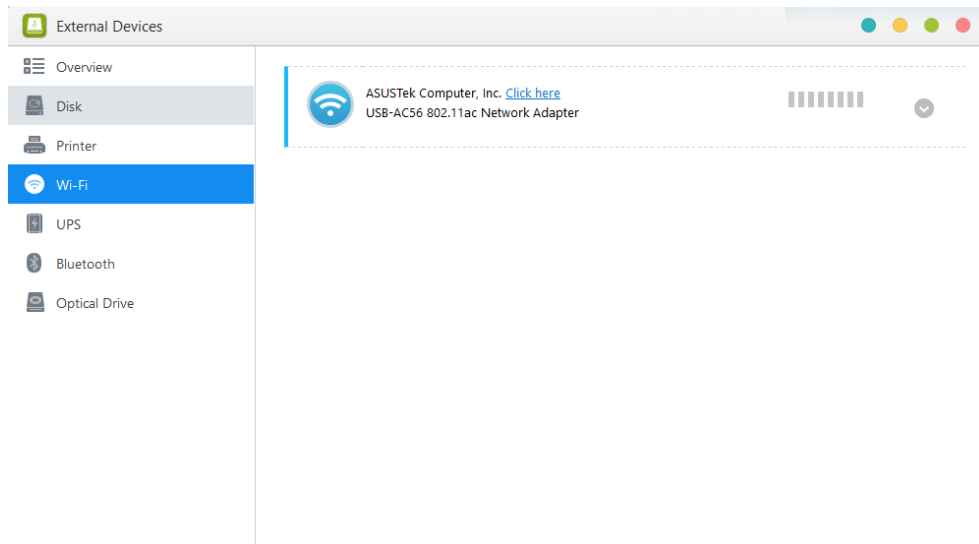 External Devices
Overview
Disk
Printer
Wi-Fi
UPS
Bluetooth
Optical Drive
ASUSTek Computer, Inc. Click here
USB-AC56 802.11ac Network Adapter